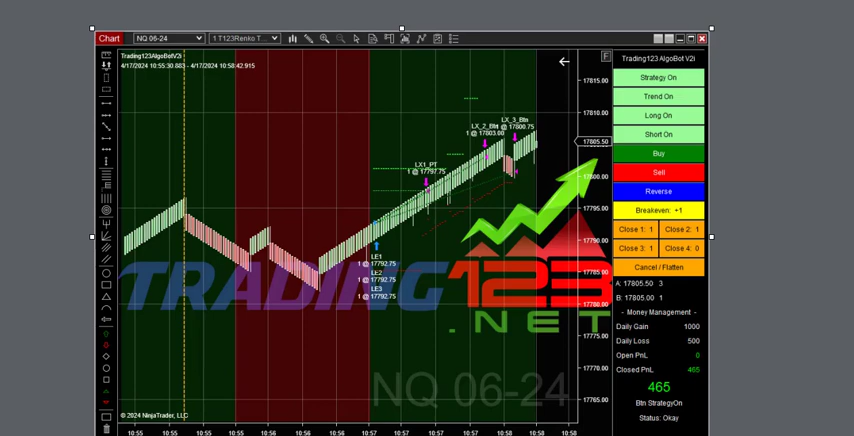 Chart
NQ 06-24
1 T123Renko T...
Trading123AlgoBotV2i
4/17/2024 10:55:30.883 - 4/17/2024 10:58:42.915
F
LX1_PT
1 @ 17797.75
LX_2_Btn
1 @ 17803.00
LX_3_Btn
1 @ 17800.75
LE1
1 @ 17792.75
LE2
1 @ 17792.75
LE3
1 @ 17792.75
TRADING123
.NET
NQ 06-24
© 2024 NinjaTrader, LLC
17815.00
17810.00
17805.50
17800.00
17795.00
17790.00
17785.00
17780.00
17775.00
17770.00
17765.00
10:55 10:55 10:56 10:56 10:56 10:56 10:57 10:57 10:57 10:57 10:58 10:58 10:58 10:58
Trading123 AlgoBot V2i
Strategy On
Trend On
Long On
Short On
Buy
Sell
Reverse
Breakeven: +1
Close 1: 1 Close 2: 1
Close 3: 1 Close 4: 0
Cancel / Flatten
A: 17805.50 3
B: 17805.00 1
- Money Management -
Daily Gain 1000
Daily Loss 500
Open PnL 0
Closed PnL 465
465
Btn StrategyOn
Status: Okay